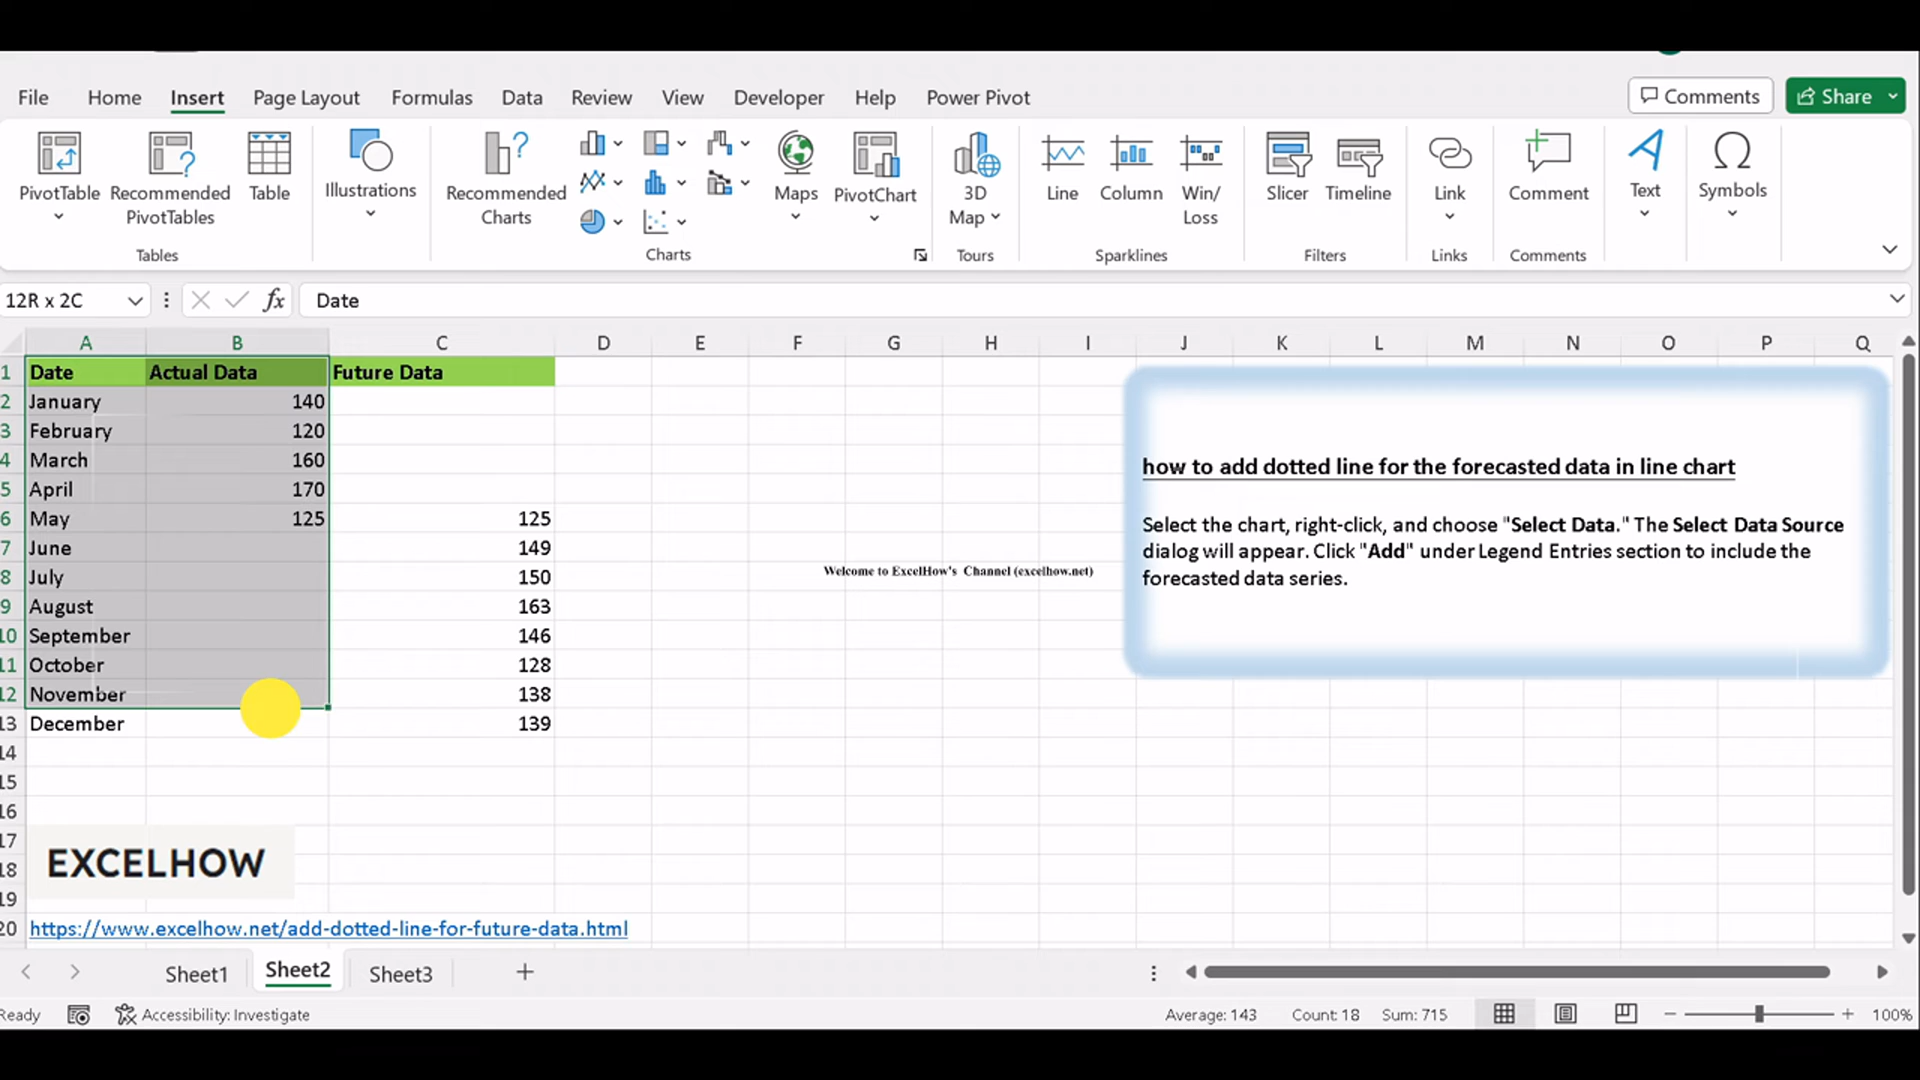 File Home Insert Page Layout Formulas Data Review View Developer Help Power Pivot Comments Share
PivotTable
Recommended PivotTables
Table
Illustrations
Recommended Charts
Maps
PivotChart
3D Map
Line
Column
Win/Loss
Slicer
Timeline
Link
Comment
Text
Symbols
Tables Charts Tours Sparklines Filters Links Comments
12R x 2C fx Date
A B C D E F G H I J K L M N O P Q
1 Date Actual Data Future Data
2 January 140
3 February 120
4 March 160
5 April 170
6 May 125 125
7 June 149
8 July 150
9 August 163
10 September 146
11 October 128
12 November 138
13 December 139
14
15
16
17
18
19
20 https://www.excelhow.net/add-dotted-line-for-future-data.html
EXCELHOW
Welcome to ExcelHow's Channel (excelhow.net)
how to add dotted line for the forecasted data in line chart
Select the chart, right-click, and choose "Select Data." The Select Data Source
dialog will appear. Click "Add" under Legend Entries section to include the
forecasted data series.
Sheet1 Sheet2 Sheet3
Ready Accessibility: Investigate Average: 143 Count: 18 Sum: 715 100%